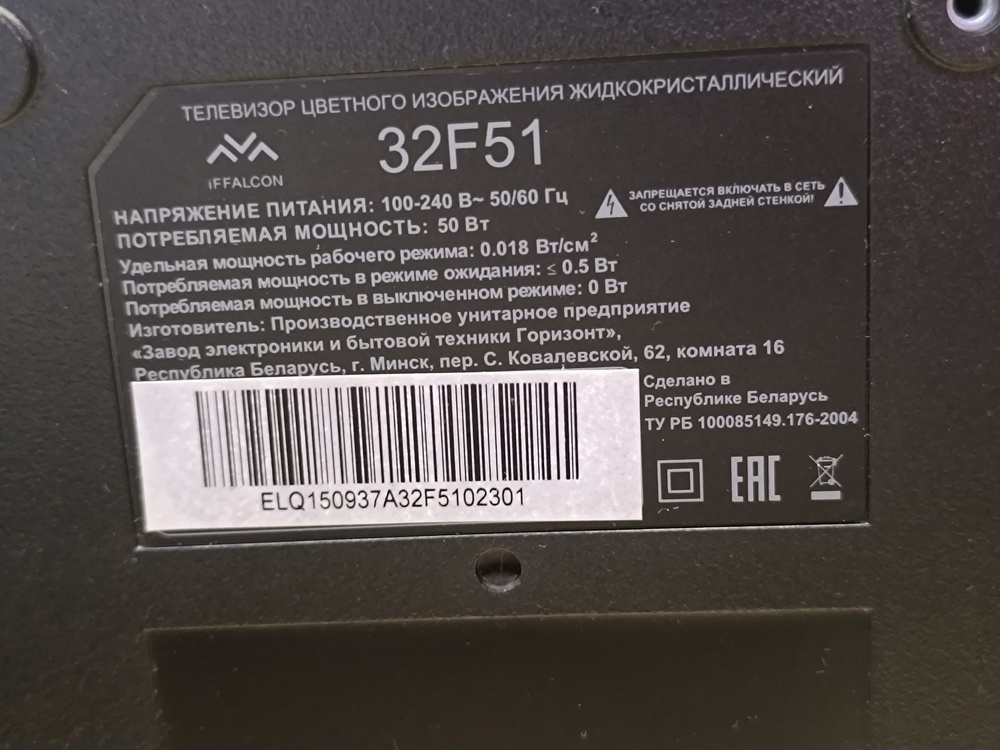 ТЕЛЕВИЗОР ЦВЕТНОГО ИЗОБРАЖЕНИЯ ЖИДКОКРИСТАЛЛИЧЕСКИЙ
iFFALCON
32F51
НАПРЯЖЕНИЕ ПИТАНИЯ: 100-240 В~ 50/60 Гц
ПОТРЕБЛЯЕМАЯ МОЩНОСТЬ: 50 Вт
ЗАПРЕЩАЕТСЯ ВКЛЮЧАТЬ В СЕТЬ
СО СНЯТОЙ ЗАДНЕЙ СТЕНКОЙ!
Удельная мощность рабочего режима: 0.018 Вт/см²
Потребляемая мощность в режиме ожидания: ≤ 0.5 Вт
Потребляемая мощность в выключенном режиме: 0 Вт
Изготовитель: Производственное унитарное предприятие
«Завод электроники и бытовой техники Горизонт»,
Республика Беларусь, г. Минск, пер. С. Ковалевской, 62, комната 16
Сделано в
Республике Беларусь
ТУ РБ 100085149.176-2004
EAC
ELQ150937A32F5102301